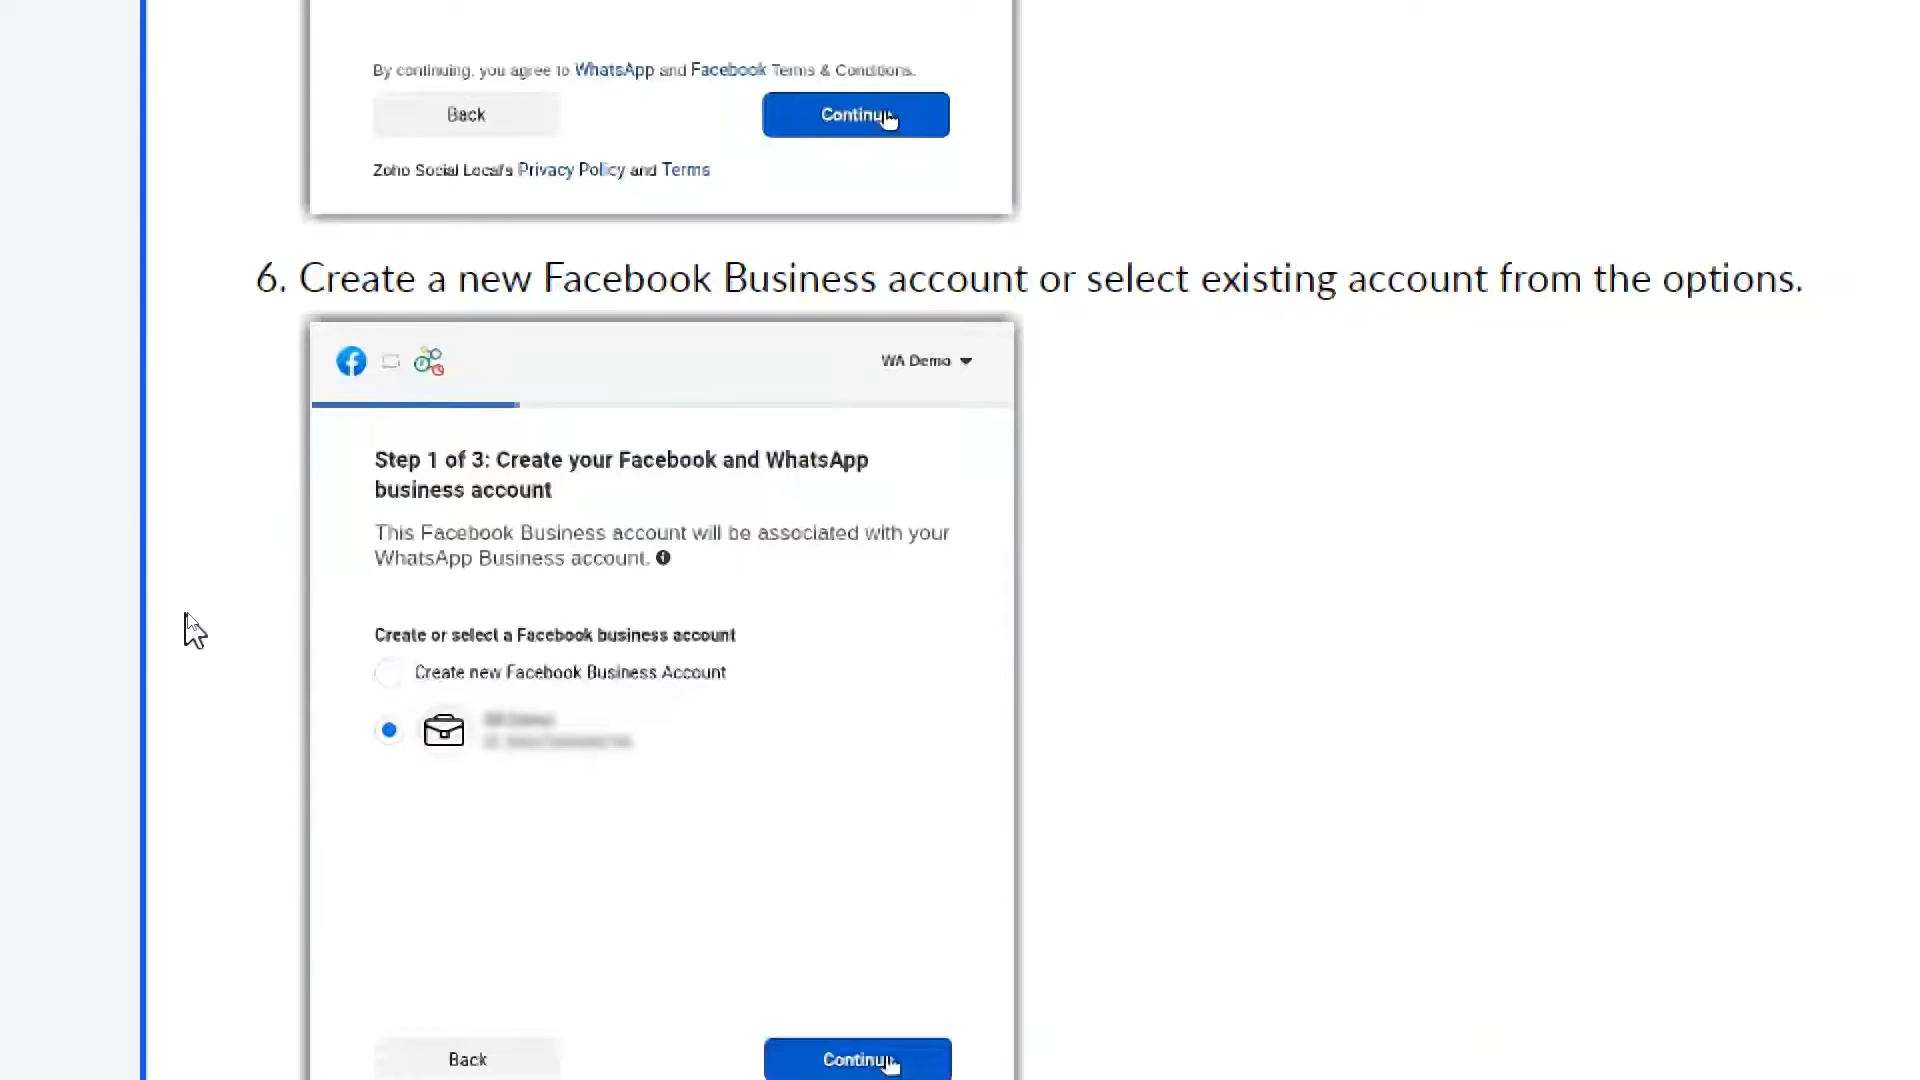 By continuing, you agree to WhatsApp and Facebook Terms & Conditions.
Back
Continu
Zoho Social Local's Privacy Policy and Terms
6. Create a new Facebook Business account or select existing account from the options.
WA Demo
Step 1 of 3: Create your Facebook and WhatsApp
business account
This Facebook Business account will be associated with your
WhatsApp Business account.
Create or select a Facebook business account
Create new Facebook Business Account
Back
Continu